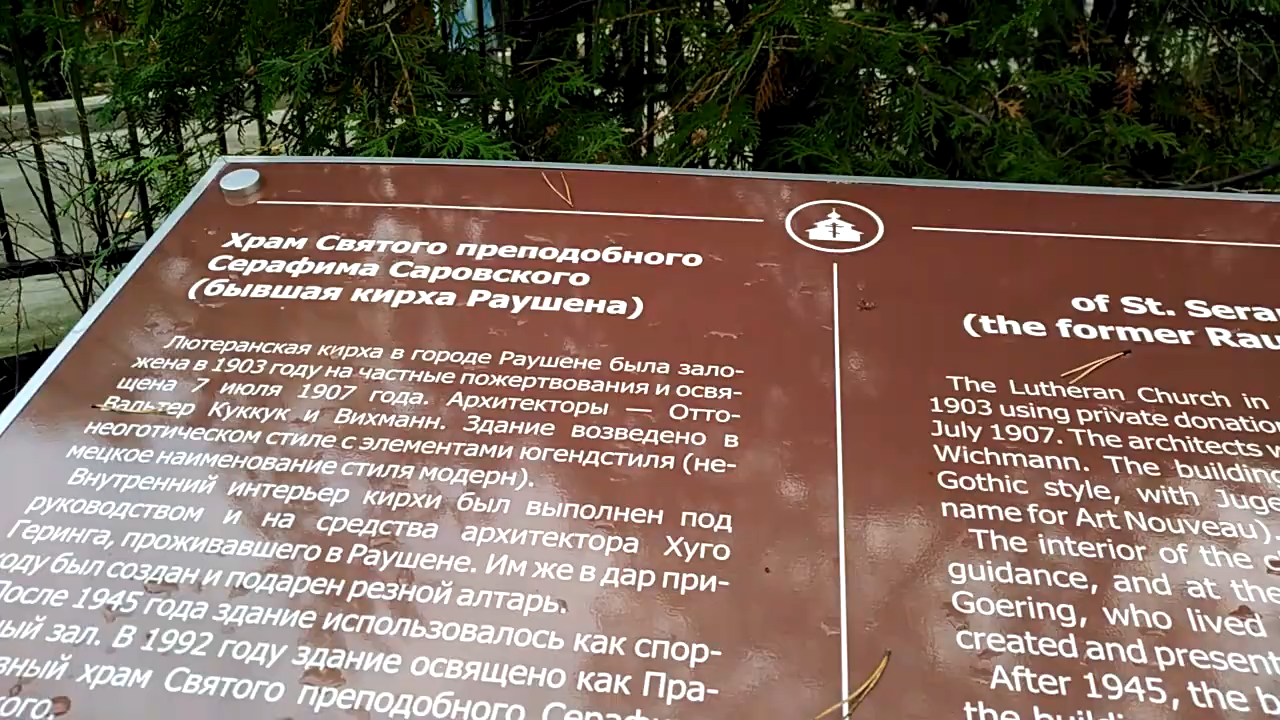 Храм Святого преподобного
Серафима Саровского
(бывшая кирха Раушена)
Лютеранская кирха в городе Раушене была зало-
жена в 1903 году на частные пожертвования и освя-
щена 7 июля 1907 года. Архитекторы — Отто-
Вальтер Куккук и Вихманн. Здание возведено в
неоготическом стиле с элементами югендстиля (не-
мецкое наименование стиля модерн).
Внутренний интерьер кирхи был выполнен под
руководством и на средства архитектора Хуго
Геринга, проживавшего в Раушене. Им же в дар при-
ходу был создан и подарен резной алтарь.
После 1945 года здание использовалось как спор-
ный зал. В 1992 году здание освящено как Пра-
вный храм Святого преподобного
of St.
(the former
The Lutheran Church in
1903 using private
July 1907. The architects
Wichmann. The building
Gothic style, with
name for Art Nouveau).
The interior of the
guidance, and at the
Goering, who lived
created and
After 1945, the
the